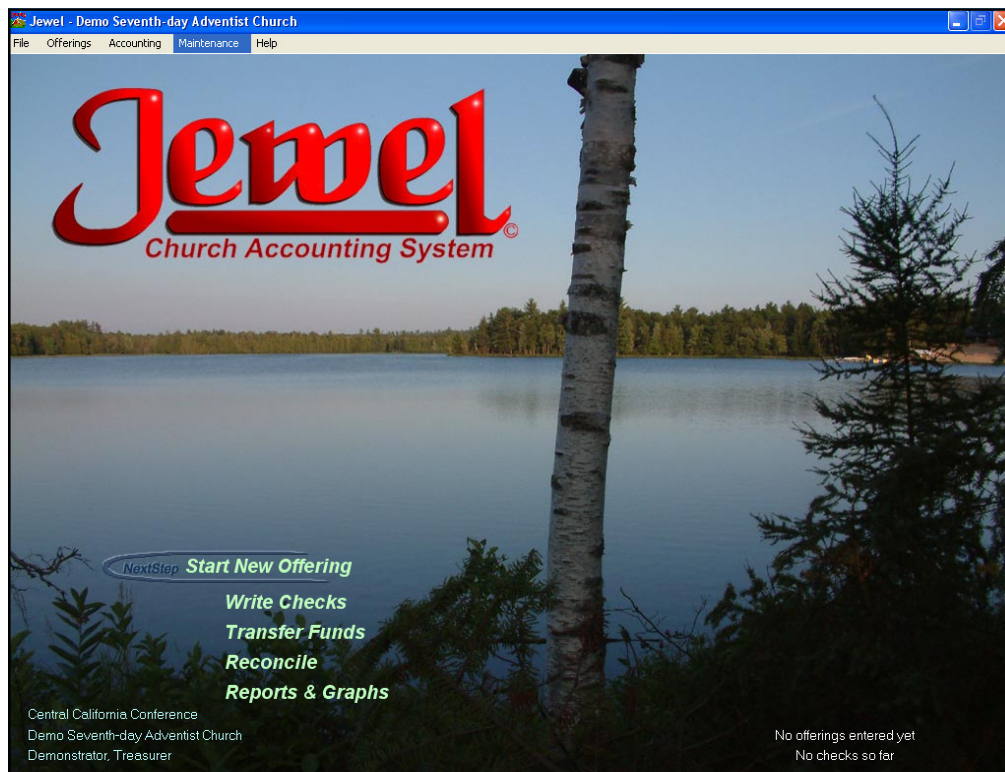 Jewel - Demo Seventh-day Adventist Church
File Offerings Accounting Maintenance Help
Jewel
©
Church Accounting System
NextStep Start New Offering
Write Checks
Transfer Funds
Reconcile
Reports & Graphs
Central California Conference
Demo Seventh-day Adventist Church
Demonstrator, Treasurer
No offerings entered yet
No checks so far